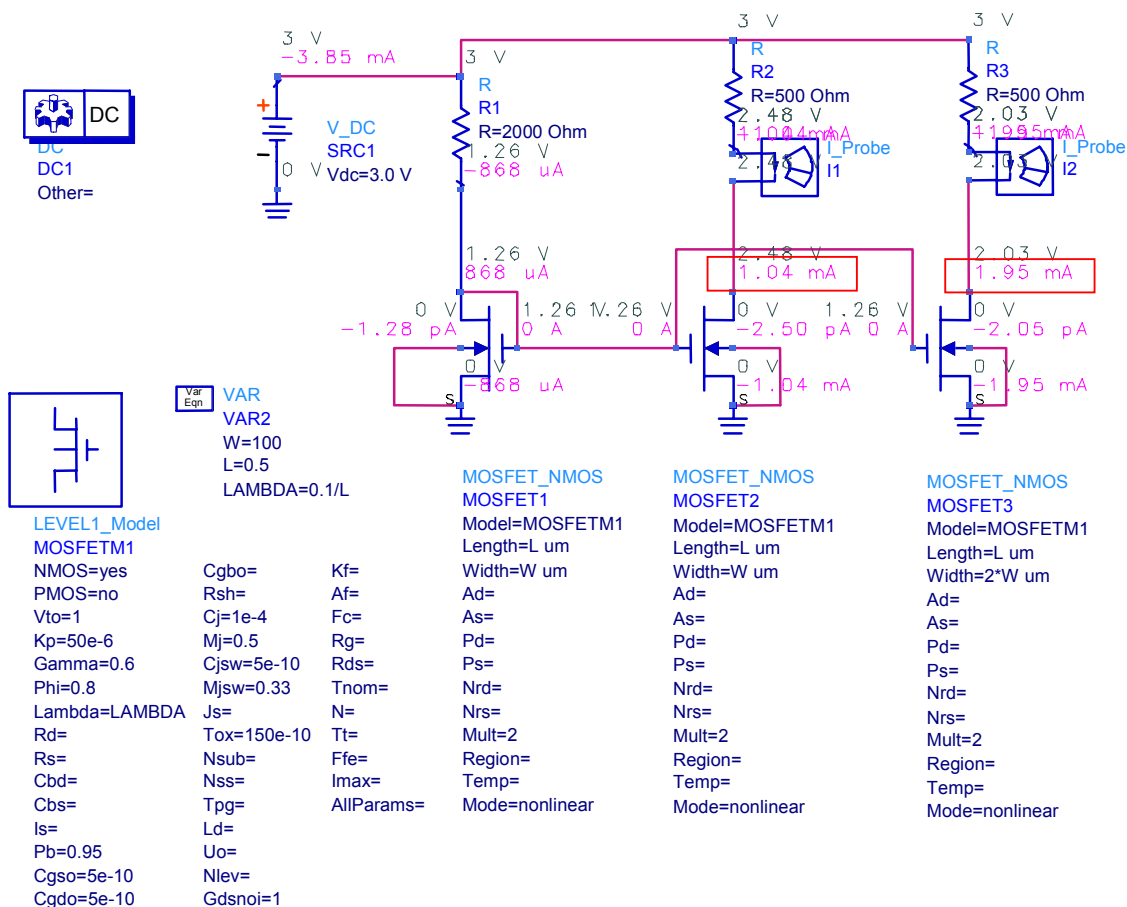 3 V
-3.85 mA
3 V
3 V
3 V
DC
DC
DC1
Other=
V_DC
SRC1
Vdc=3.0 V
0 V
R
R1
R=2000 Ohm
1.26 V
-868 uA
R
R2
R=500 Ohm
2.48 V
2.48 V
I_Probe
I1
R
R3
R=500 Ohm
2.03 V
2.03 V
I_Probe
I2
1.26 V
868 uA
2.48 V
1.04 mA
2.03 V
1.95 mA
0 V
-1.28 pA
1.26 V
0 A
1.26 V
0 A
0 V
-2.50 pA
1.26 V
0 A
0 V
-2.05 pA
0 V
-868 uA
S
0 V
-1.04 mA
S
0 V
-1.95 mA
S
Var
Eqn
VAR
VAR2
W=100
L=0.5
LAMBDA=0.1/L
LEVEL1_Model
MOSFETM1
NMOS=yes
PMOS=no
Vto=1
Kp=50e-6
Gamma=0.6
Phi=0.8
Lambda=LAMBDA
Rd=
Rs=
Cbd=
Cbs=
Is=
Pb=0.95
Cgso=5e-10
Cgdo=5e-10
Cgbo=
Rsh=
Cj=1e-4
Mj=0.5
Cjsw=5e-10
Mjsw=0.33
Js=
Tox=150e-10
Nsub=
Nss=
Tpg=
Ld=
Uo=
Nlev=
Gdsnoi=1
Kf=
Af=
Fc=
Rg=
Rds=
Tnom=
N=
Tt=
Ffe=
Imax=
AllParams=
MOSFET_NMOS
MOSFET1
Model=MOSFETM1
Length=L um
Width=W um
Ad=
As=
Pd=
Ps=
Nrd=
Nrs=
Mult=2
Region=
Temp=
Mode=nonlinear
MOSFET_NMOS
MOSFET2
Model=MOSFETM1
Length=L um
Width=W um
Ad=
As=
Pd=
Ps=
Nrd=
Nrs=
Mult=2
Region=
Temp=
Mode=nonlinear
MOSFET_NMOS
MOSFET3
Model=MOSFETM1
Length=L um
Width=2*W um
Ad=
As=
Pd=
Ps=
Nrd=
Nrs=
Mult=2
Region=
Temp=
Mode=nonlinear